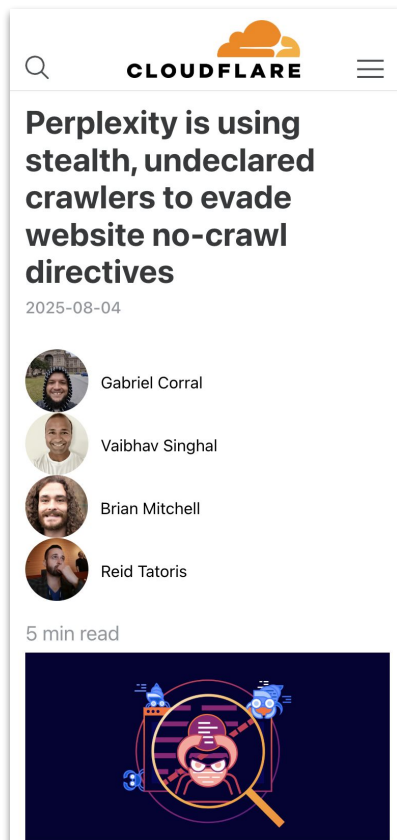 CLOUDFLARE
Perplexity is using
stealth, undeclared
crawlers to evade
website no-crawl
directives
2025-08-04
Gabriel Corral
Vaibhav Singhal
Brian Mitchell
Reid Tatoris
5 min read